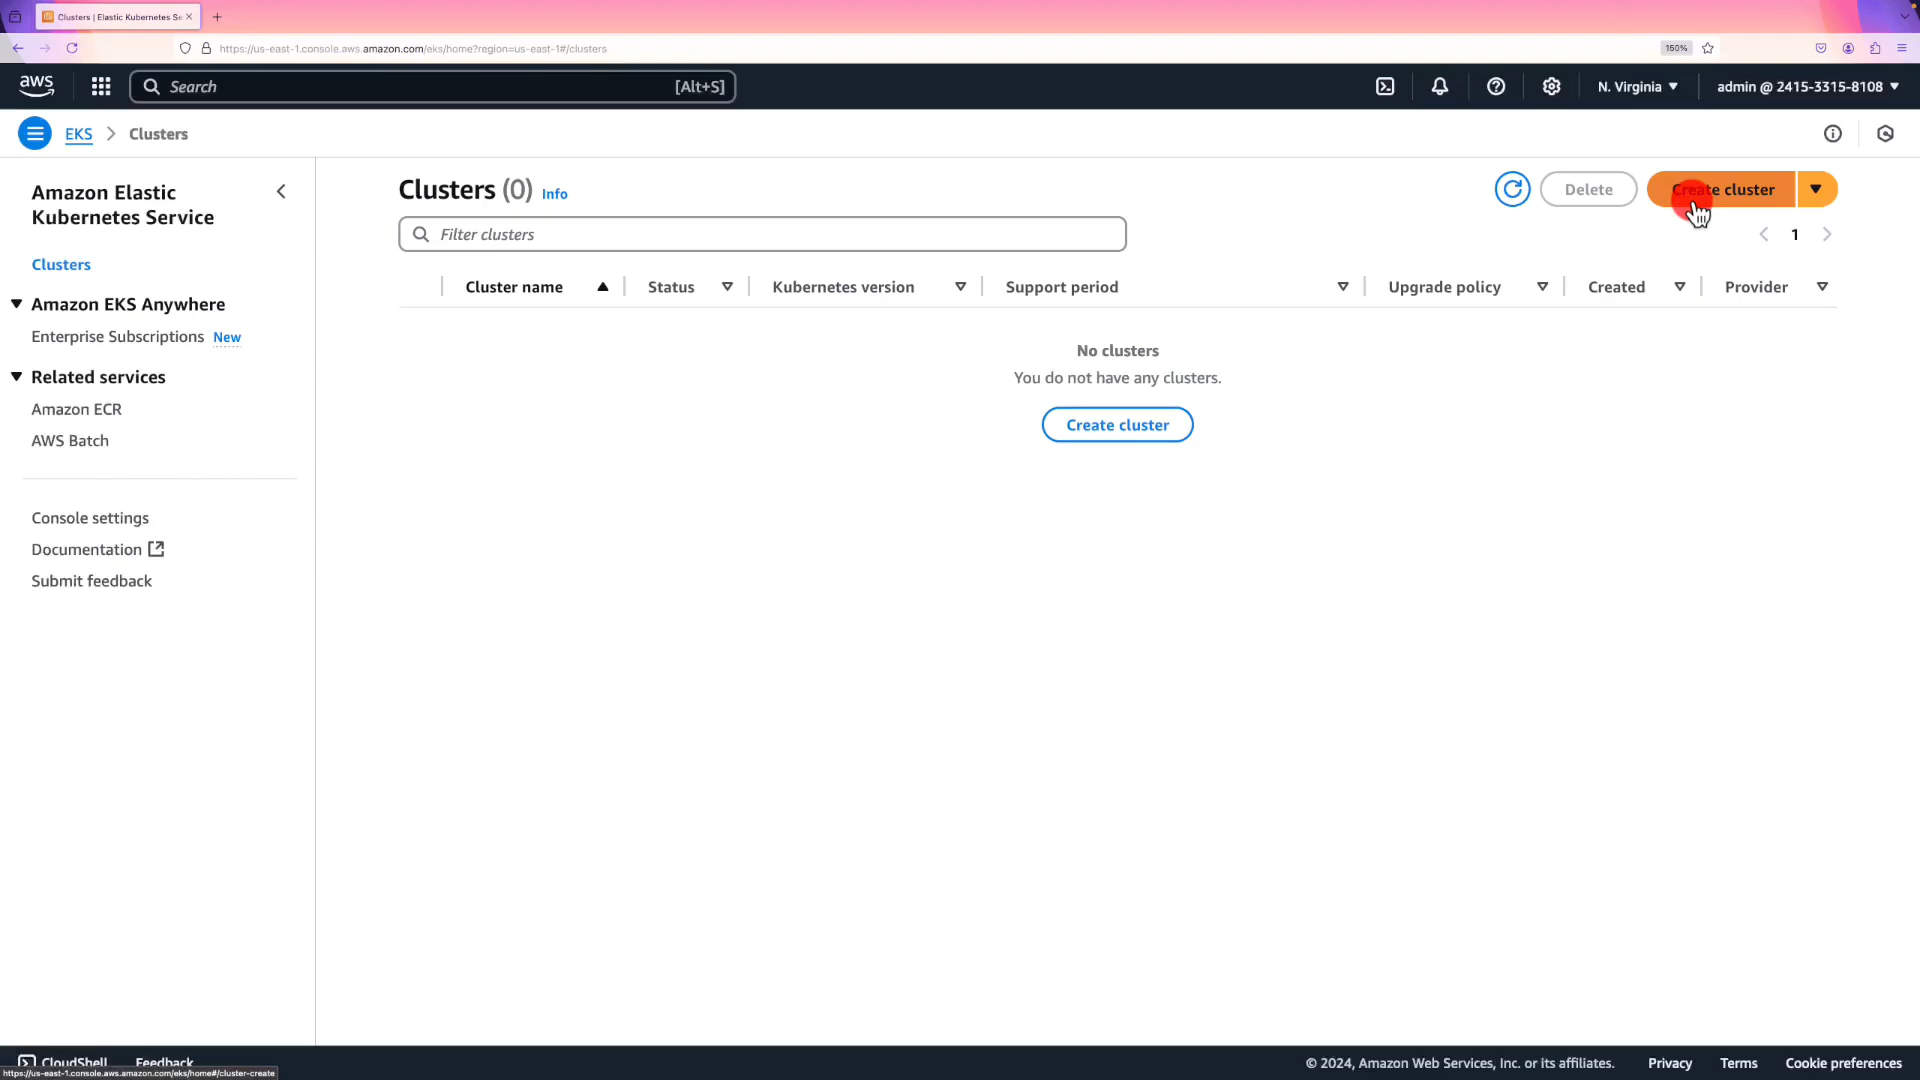 Clusters | Elastic Kubernetes Se
https://us-east-1.console.aws.amazon.com/eks/home?region=us-east-1#/clusters
150%
aws
Search
[Alt+S]
N. Virginia
admin @ 2415-3315-8108
EKS
Clusters
Amazon Elastic
Kubernetes Service
Clusters
Amazon EKS Anywhere
Enterprise Subscriptions New
Related services
Amazon ECR
AWS Batch
Console settings
Documentation
Submit feedback
Clusters (0) Info
Delete
Create cluster
Filter clusters
1
Cluster name
Status
Kubernetes version
Support period
Upgrade policy
Created
Provider
No clusters
You do not have any clusters.
Create cluster
CloudShell
Feedback
© 2024, Amazon Web Services, Inc. or its affiliates.
Privacy
Terms
Cookie preferences
https://us-east-1.console.aws.amazon.com/eks/home#/cluster-create